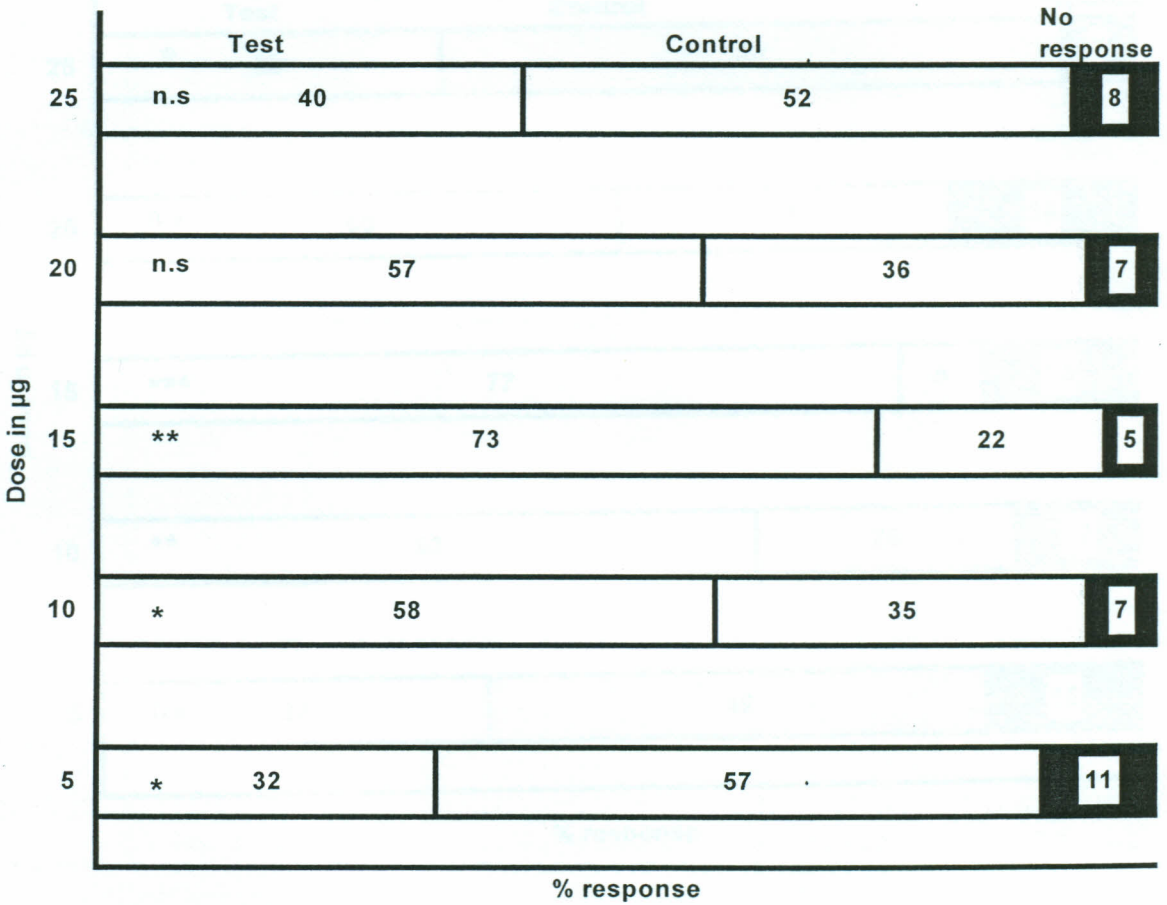 No
Test Control response
25 n.s 40 52 8
20 n.s 57 36 7
15 ** 73 22 5
10 * 58 35 7
5 * 32 57 11
Dose in µg
% response